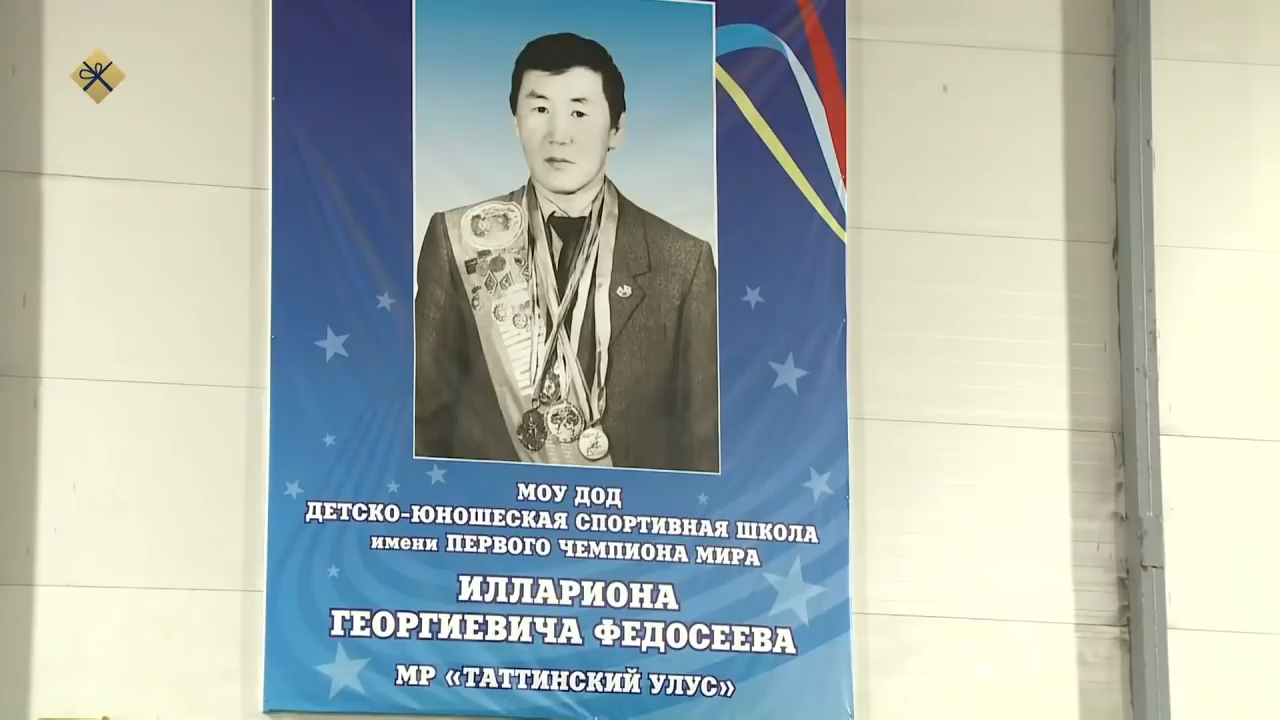 МОУ ДОД
ДЕТСКО-ЮНОШЕСКАЯ СПОРТИВНАЯ ШКОЛА
имени ПЕРВОГО ЧЕМПИОНА МИРА
ИЛЛАРИОНА
ГЕОРГИЕВИЧА ФЕДОСЕЕВА
МР «ТАТТИНСКИЙ УЛУС»